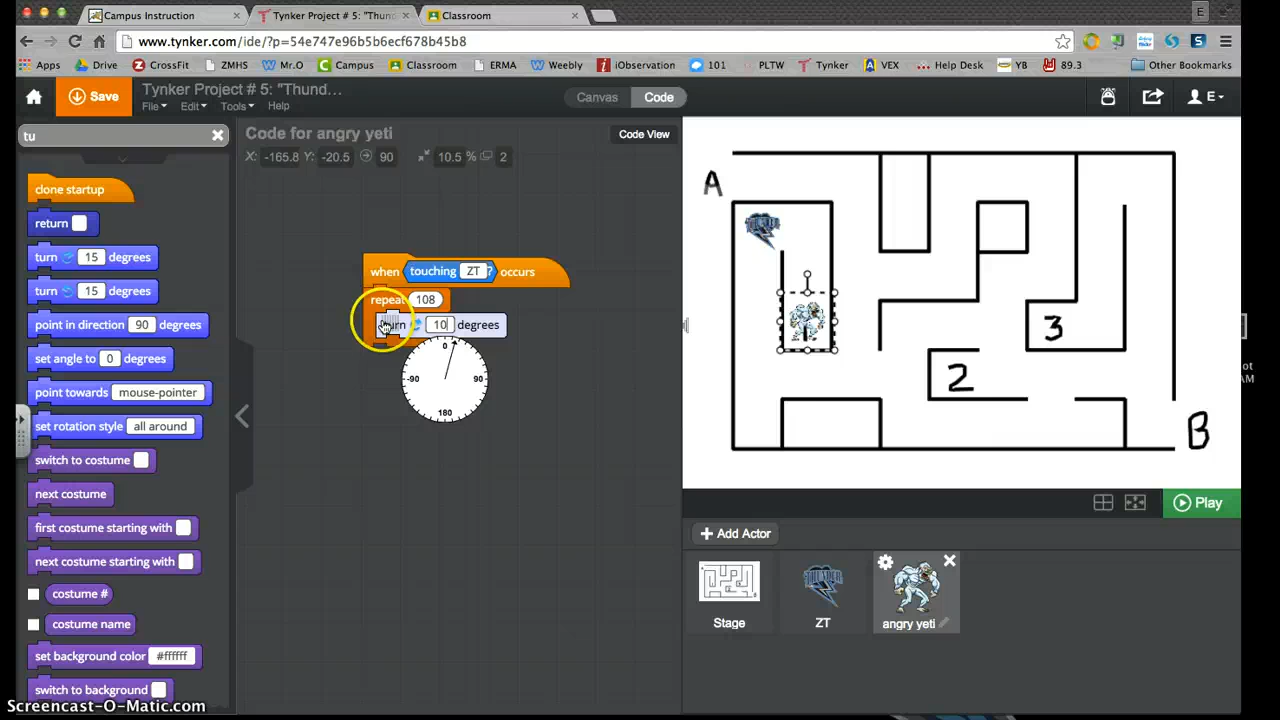 Campus Instruction
Tynker Project # 5: "Thun
Classroom
E
www.tynker.com/ide/?p=54e747e96b5b6ecf678b45b8
Apps Drive CrossFit ZMHS Mr.O Campus Classroom ERMA Weebly iObservation 101 PLTW Tynker VEX Help Desk YB 89.3 Other Bookmarks
Save
Tynker Project # 5: "Thund...
File Edit Tools Help
Canvas Code
E
tu
Code for angry yeti
Code View
X: -165.8 Y: -20.5 90 10.5 % 2
clone startup
return
turn 15 degrees
turn 15 degrees
point in direction 90 degrees
set angle to 0 degrees
point towards mouse-pointer
set rotation style all around
switch to costume
next costume
first costume starting with
next costume starting with
costume #
costume name
set background color #ffffff
switch to background
when touching ZT ? occurs
repeat 108
turn 10 degrees
0
-90 90
180
A
3
2
B
ot
AM
Play
+ Add Actor
Stage
ZT
angry yeti
Screencast-O-Matic.com